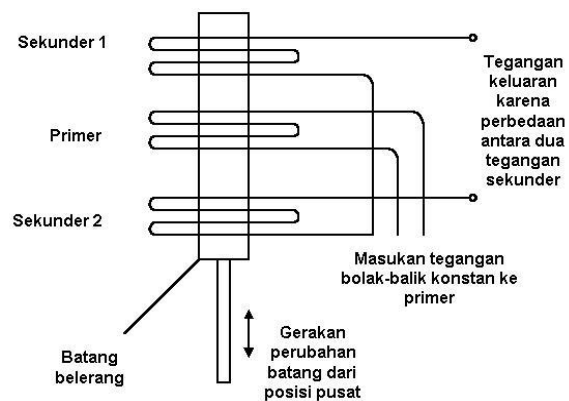 Sekunder 1
Primer
Sekunder 2
Batang
belerang
Gerakan
perubahan
batang dari
posisi pusat
Masukan tegangan
bolak-balik konstan ke
primer
Tegangan
keluaran
karena
perbedaan
antara dua
tegangan
sekunder